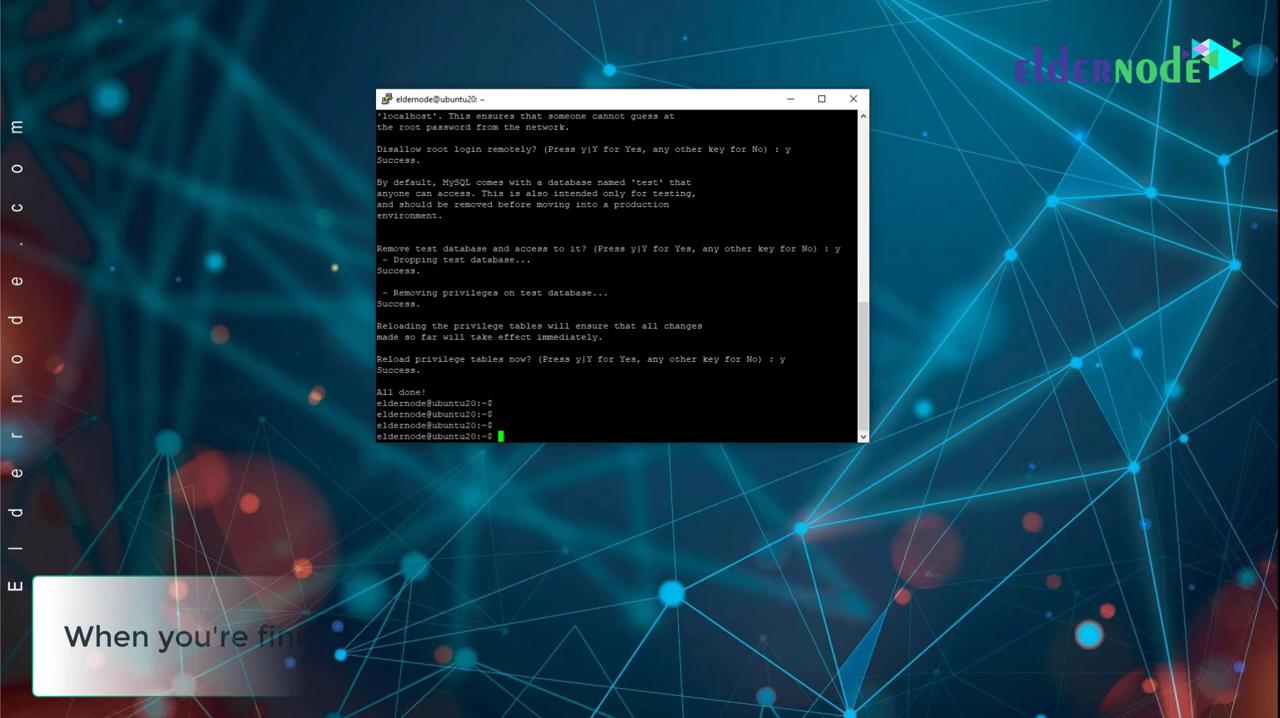 eldernode
eldernode@ubuntu20: ~
'localhost'. This ensures that someone cannot guess at
the root password from the network.
Disallow root login remotely? (Press y|Y for Yes, any other key for No) : y
Success.
By default, MySQL comes with a database named 'test' that
anyone can access. This is also intended only for testing,
and should be removed before moving into a production
environment.
Remove test database and access to it? (Press y|Y for Yes, any other key for No) : y
- Dropping test database...
Success.
- Removing privileges on test database...
Success.
Reloading the privilege tables will ensure that all changes
made so far will take effect immediately.
Reload privilege tables now? (Press y|Y for Yes, any other key for No) : y
Success.
All done!
eldernode@ubuntu20:~$
eldernode@ubuntu20:~$
eldernode@ubuntu20:~$
eldernode@ubuntu20:~$
Eldernode.com
When you're fin